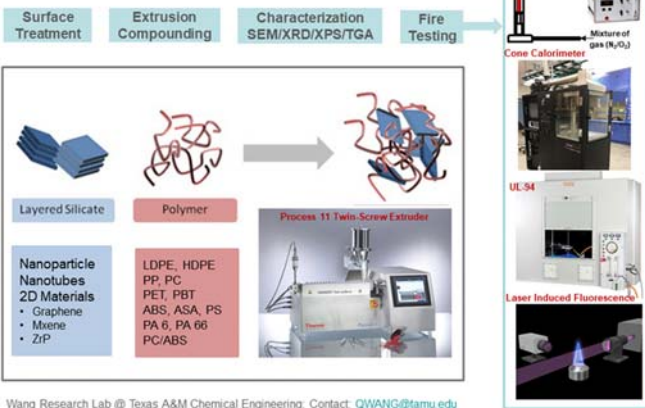 Surface
Treatment
Extrusion
Compounding
Characterization
SEM/XRD/XPS/TGA
Fire
Testing
Mixture of
gas (N₂/O₂)
Cone Calorimeter
UL-94
Laser Induced Fluorescence
Layered Silicate
Polymer
Process 11 Twin-Screw Extruder
Nanoparticle
Nanotubes
2D Materials
• Graphene
• Mxene
• ZrP
LDPE, HDPE
PP, PC
PET, PBT
ABS, ASA, PS
PA 6, PA 66
PC/ABS
Wang Research Lab @ Texas A&M Chemical Engineering; Contact: QWANG@tamu.edu